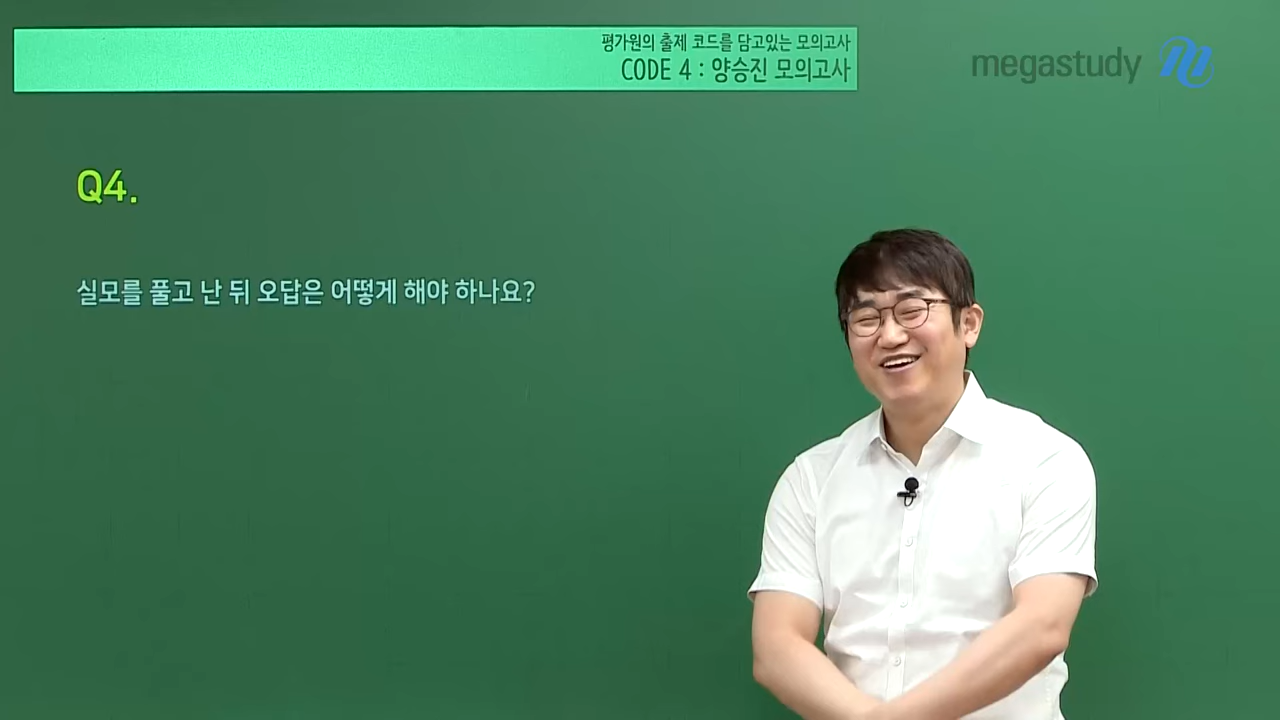 평가원의 출제 코드를 담고있는 모의고사
CODE 4 : 양승진 모의고사
megastudy
Q4.
실모를 풀고 난 뒤 오답은 어떻게 해야 하나요?